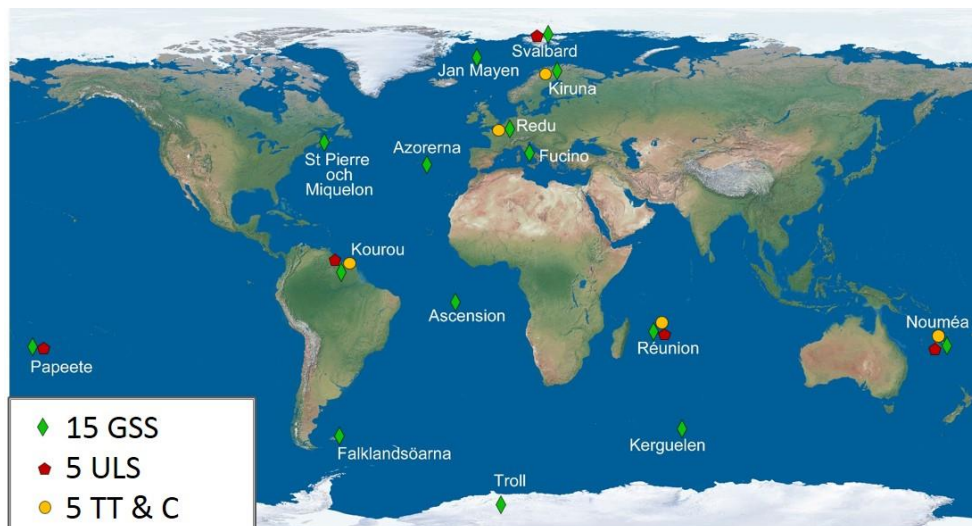 Svalbard
Jan Mayen
Kiruna
Redu
Azorerna
Fucino
St Pierre
och
Miquelon
Kourou
Ascension
Nouméa
Réunion
Papeete
Falklandsöarna
Kerguelen
Troll
15 GSS
5 ULS
5 TT & C